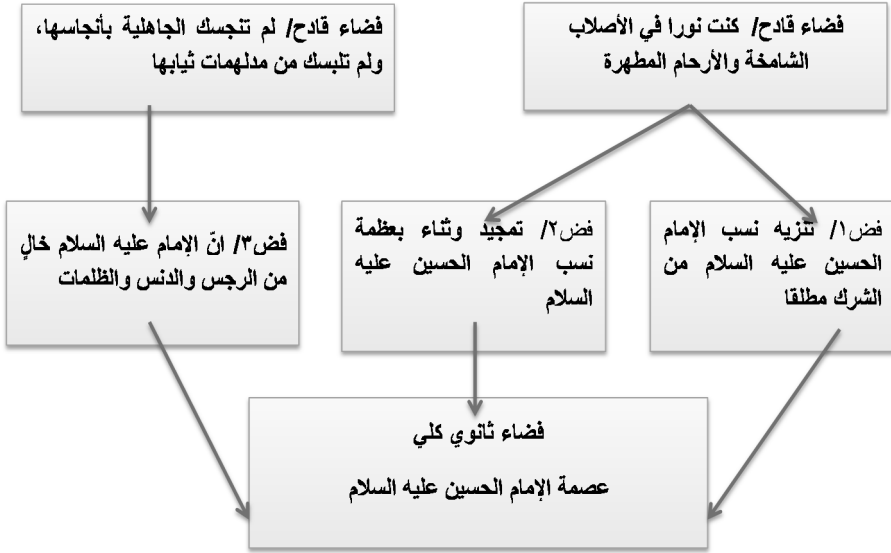 فضاء قادح/ كنت نورا في الأصلاب
الشامخة والأرحام المطهرة
فضاء قادح/ لم تنجسك الجاهلية بأنجاسها،
ولم تلبسك من مدلهمات ثيابها
فض١/ تنزيه نسب الإمام
الحسين عليه السلام من
الشرك مطلقا
فض٢/ تمجيد وثناء بعظمة
نسب الإمام الحسين عليه
السلام
فض٣/ انّ الإمام عليه السلام خالٍ
من الرجس والدنس والظلمات
فضاء ثانوي كلي
عصمة الإمام الحسين عليه السلام